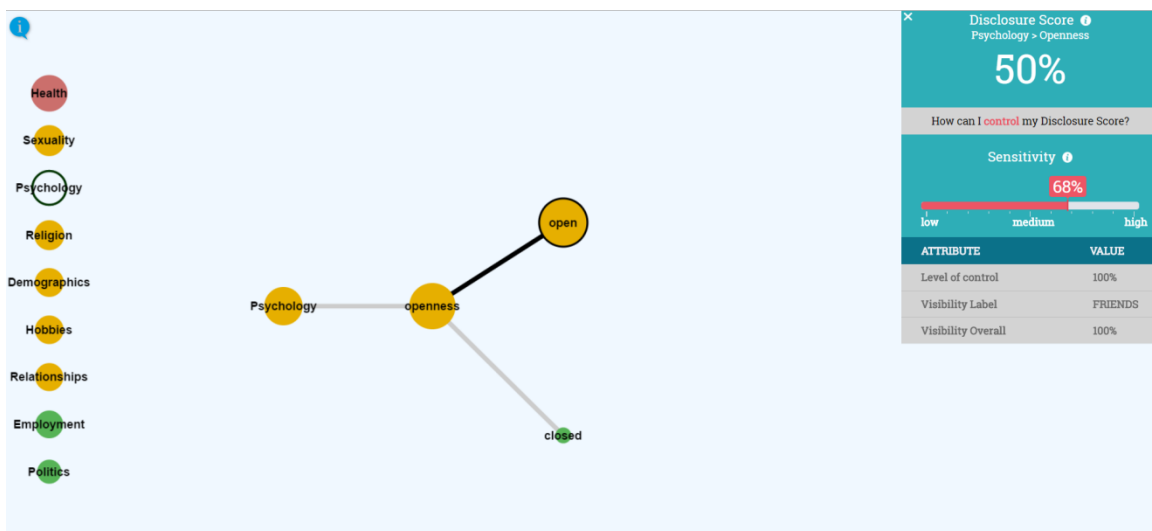 i
Health
Sexuality
Psychology
Religion
Demographics
Hobbies
Relationships
Employment
Politics
Psychology
openness
open
closed
×
Disclosure Score i
Psychology > Openness
50%
How can I control my Disclosure Score?
Sensitivity i
68%
low medium high
ATTRIBUTE VALUE
Level of control 100%
Visibility Label FRIENDS
Visibility Overall 100%